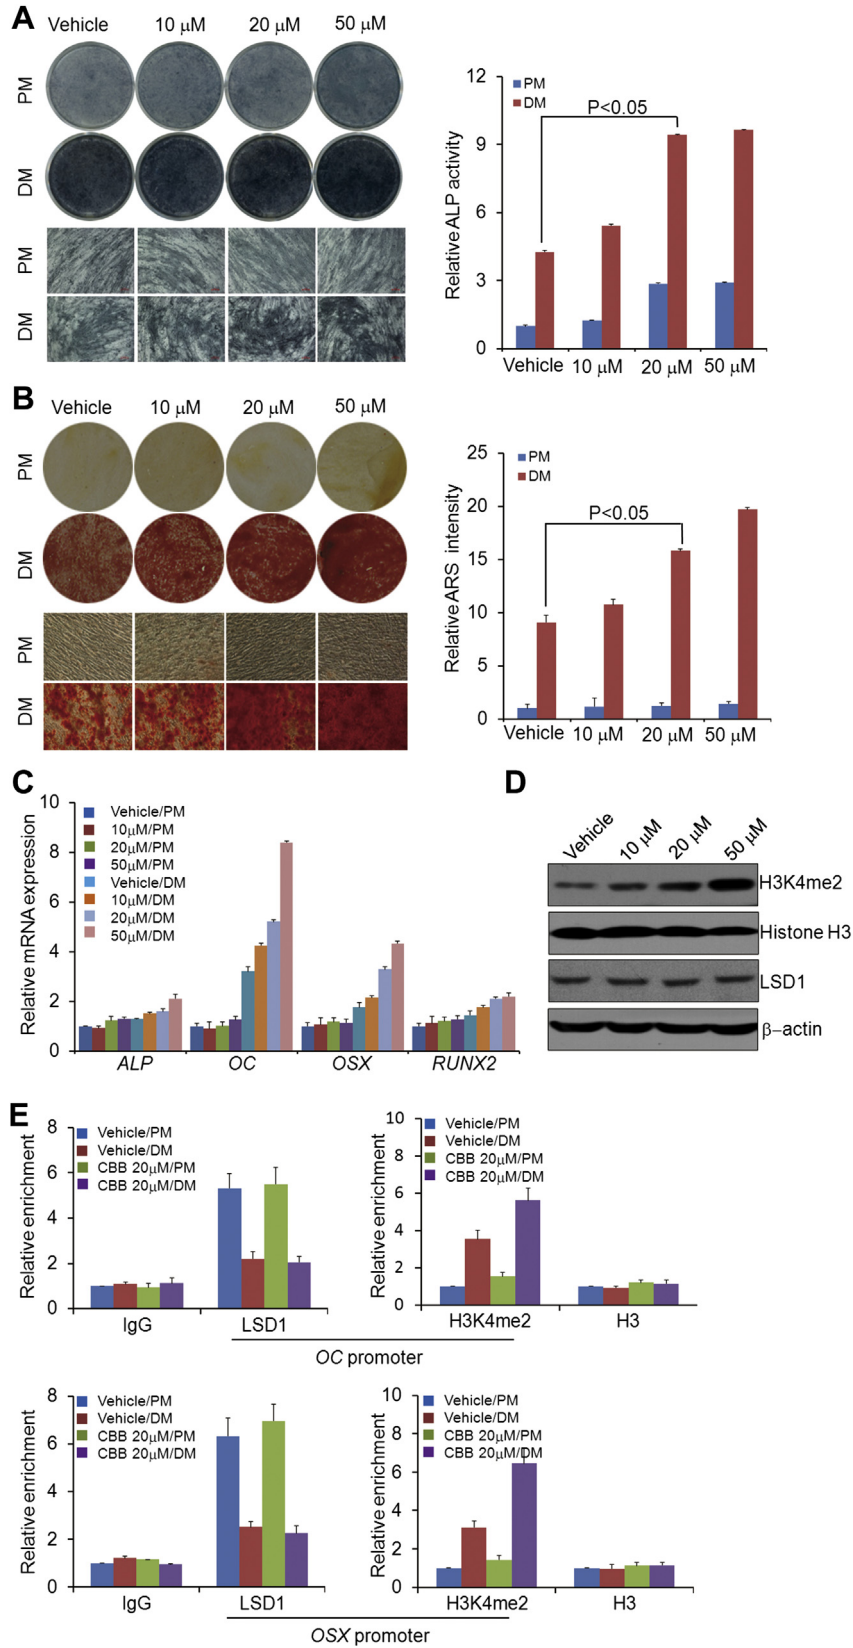 A
Vehicle 10 μM 20 μM 50 μM
PM
DM
PM
DM
12
9
6
3
0
Relative ALP activity
PM
DM
P<0.05
Vehicle 10 μM 20 μM 50 μM
B
Vehicle 10 μM 20 μM 50 μM
PM
DM
PM
DM
25
20
15
10
5
0
Relative ARS intensity
PM
DM
P<0.05
Vehicle 10 μM 20 μM 50 μM
C
10
8
6
4
2
0
Relative mRNA expression
Vehicle/PM
10μM/PM
20μM/PM
50μM/PM
Vehicle/DM
10μM/DM
20μM/DM
50μM/DM
ALP OC OSX RUNX2
D
Vehicle 10 μM 20 μM 50 μM
H3K4me2
Histone H3
LSD1
β–actin
E
8
6
4
2
0
Relative enrichment
Vehicle/PM
Vehicle/DM
CBB 20μM/PM
CBB 20μM/DM
IgG LSD1
10
8
6
4
2
0
Relative enrichment
Vehicle/PM
Vehicle/DM
CBB 20μM/PM
CBB 20μM/DM
H3K4me2 H3
OC promoter
8
6
4
2
0
Relative enrichment
Vehicle/PM
Vehicle/DM
CBB 20μM/PM
CBB 20μM/DM
IgG LSD1
10
8
6
4
2
0
Relative enrichment
Vehicle/PM
Vehicle/DM
CBB 20μM/PM
CBB 20μM/DM
H3K4me2 H3
OSX promoter